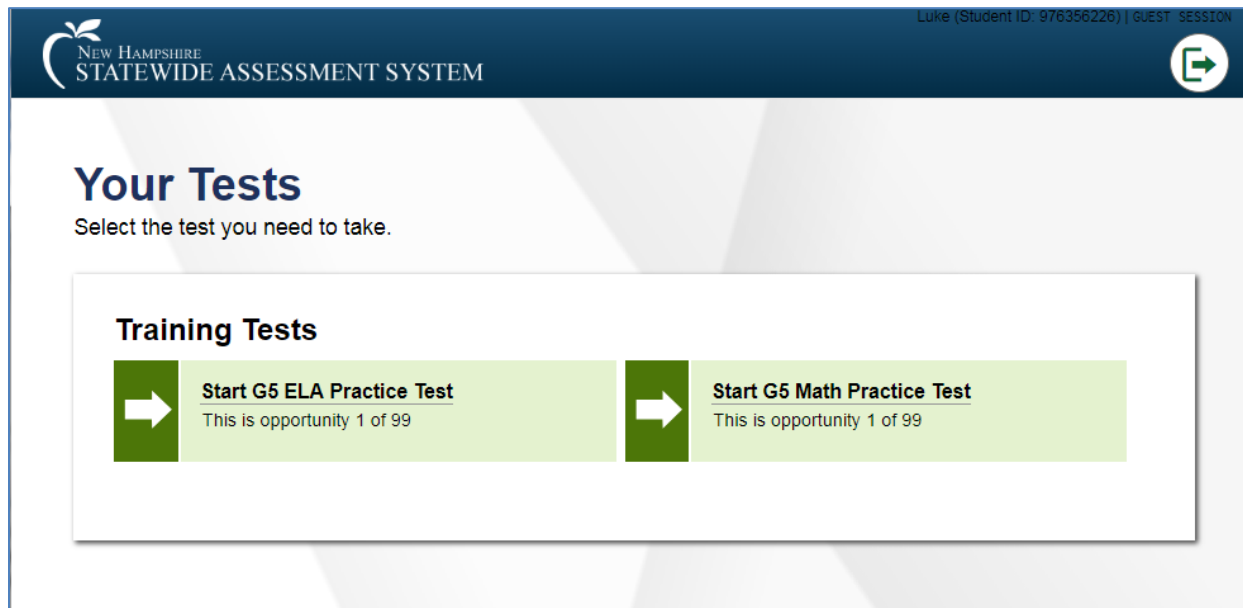 Luke (Student ID: 976356226) | GUEST SESSION
NEW HAMPSHIRE
STATEWIDE ASSESSMENT SYSTEM
Your Tests
Select the test you need to take.
Training Tests
Start G5 ELA Practice Test
This is opportunity 1 of 99
Start G5 Math Practice Test
This is opportunity 1 of 99